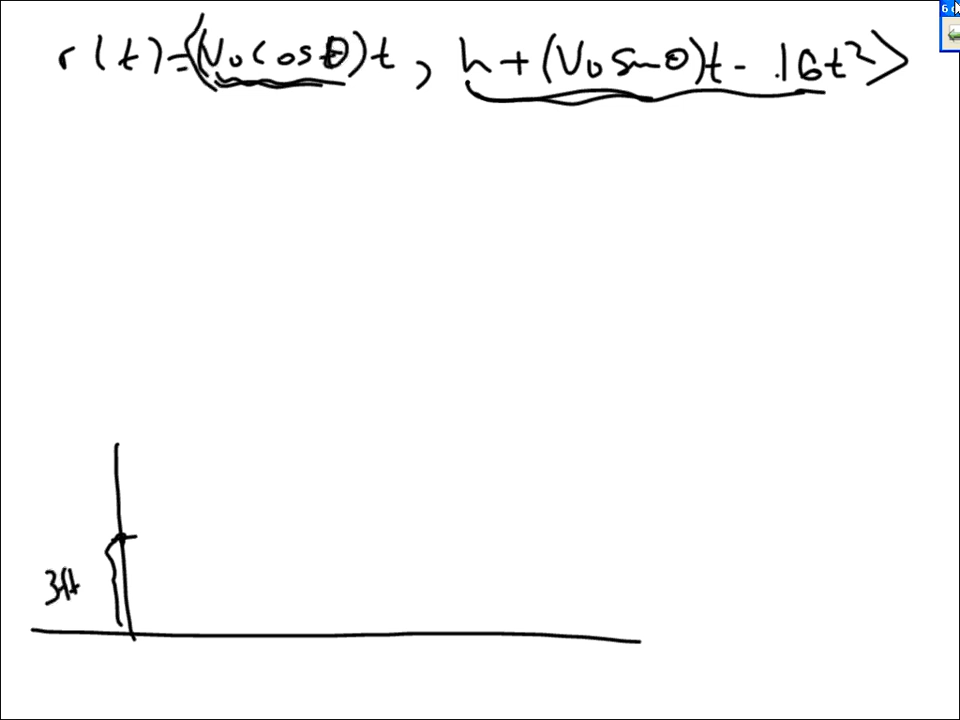 r(t)=⟨(V₀cosθ)t, h+(V₀sinθ)t - .16t²⟩
3ft